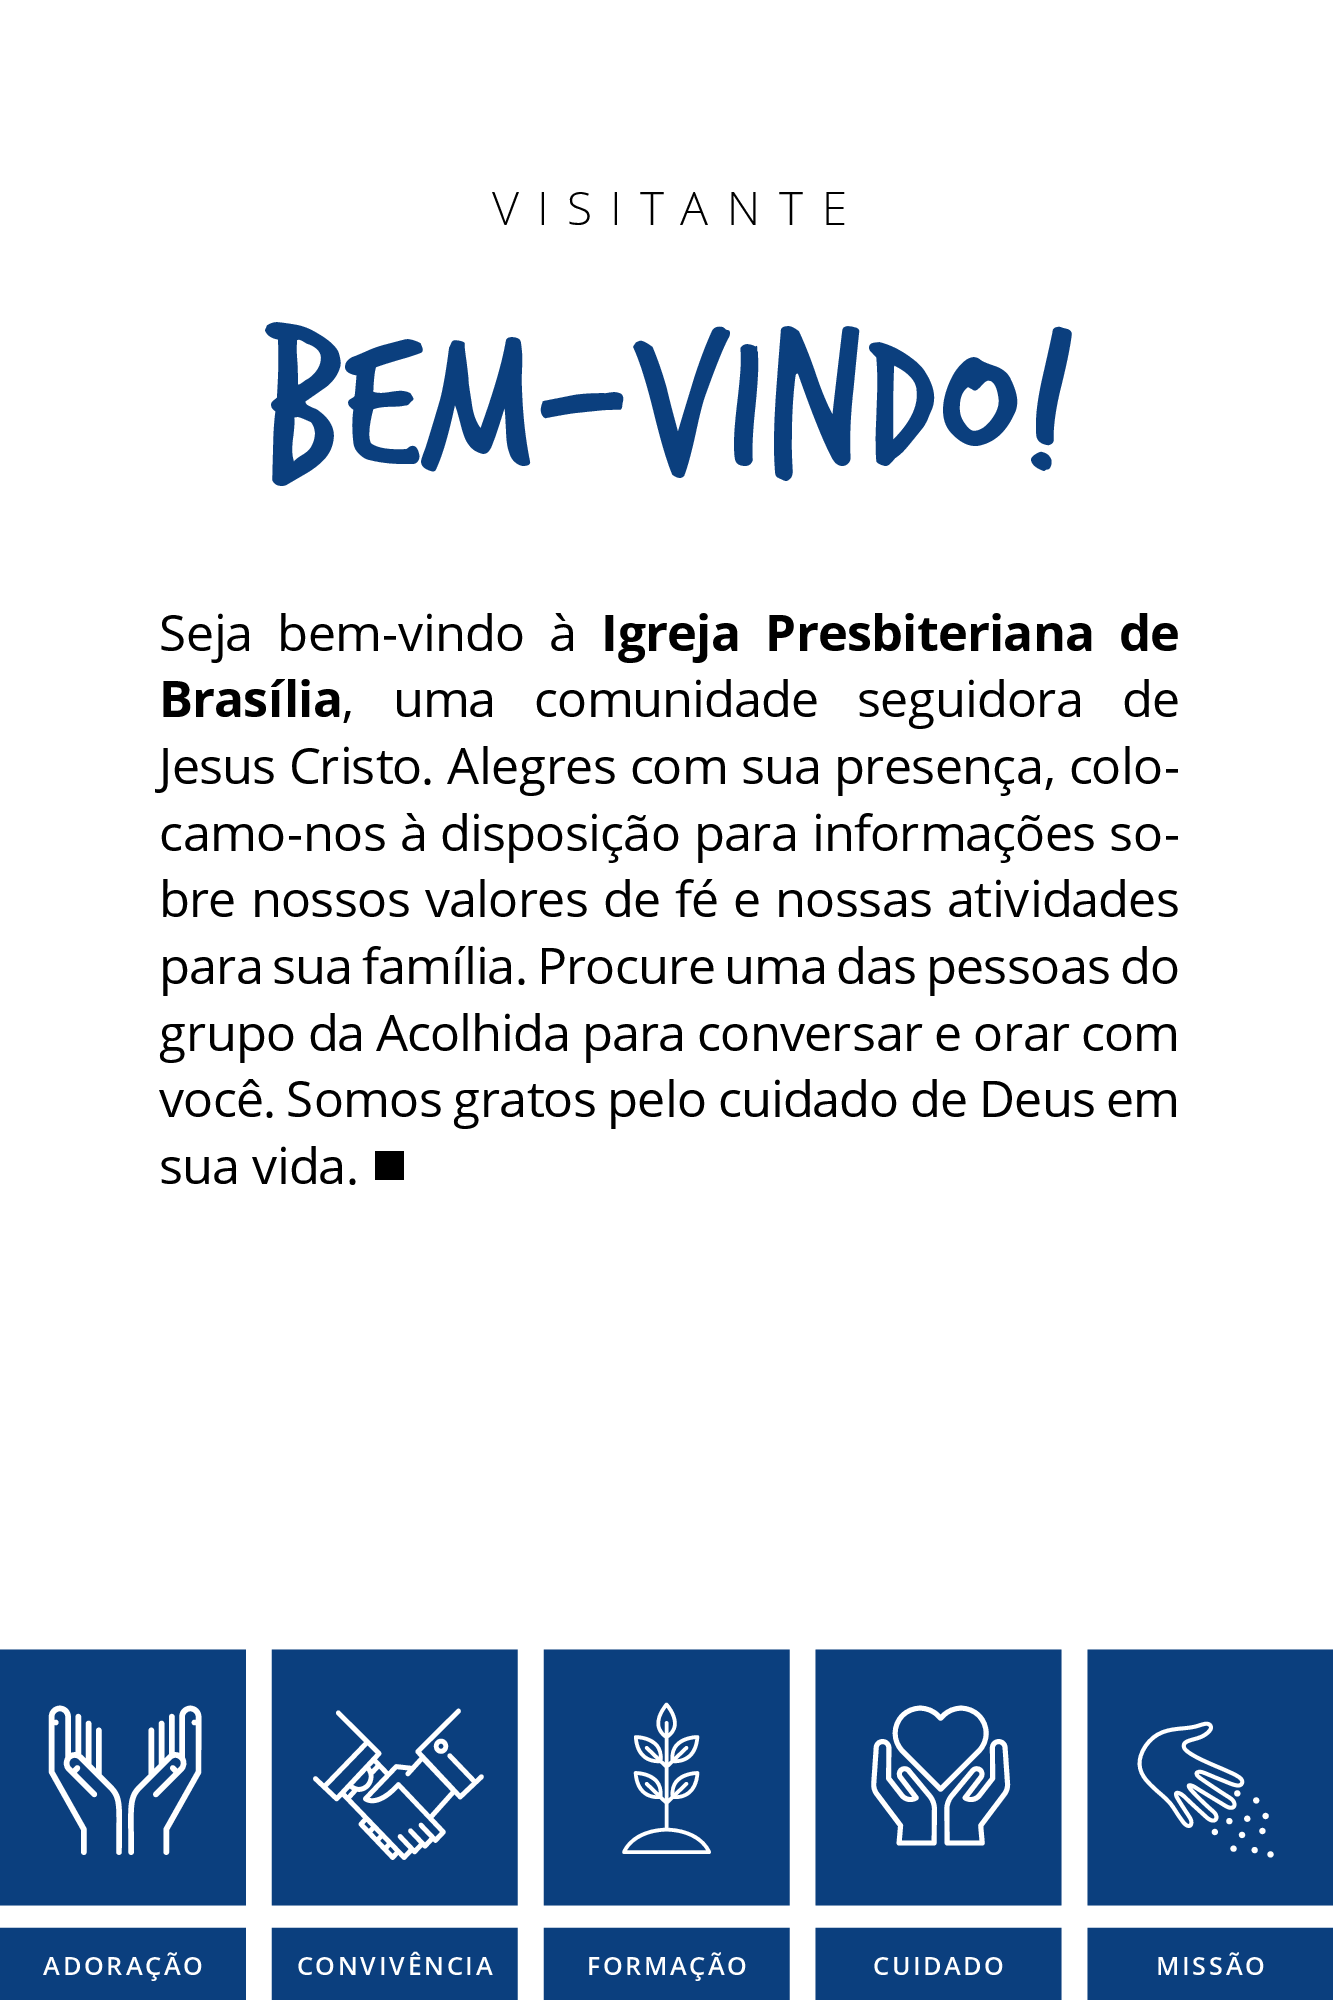 VISITANTE
BEM-VINDO!
Seja bem-vindo à Igreja Presbiteriana de
Brasília, uma comunidade seguidora de
Jesus Cristo. Alegres com sua presença, colo-
camo-nos à disposição para informações so-
bre nossos valores de fé e nossas atividades
para sua família. Procure uma das pessoas do
grupo da Acolhida para conversar e orar com
você. Somos gratos pelo cuidado de Deus em
sua vida. ■
ADORAÇÃO
CONVIVÊNCIA
FORMAÇÃO
CUIDADO
MISSÃO